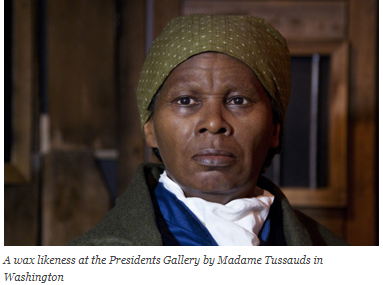 A wax likeness at the Presidents Gallery by Madame Tussauds in
Washington